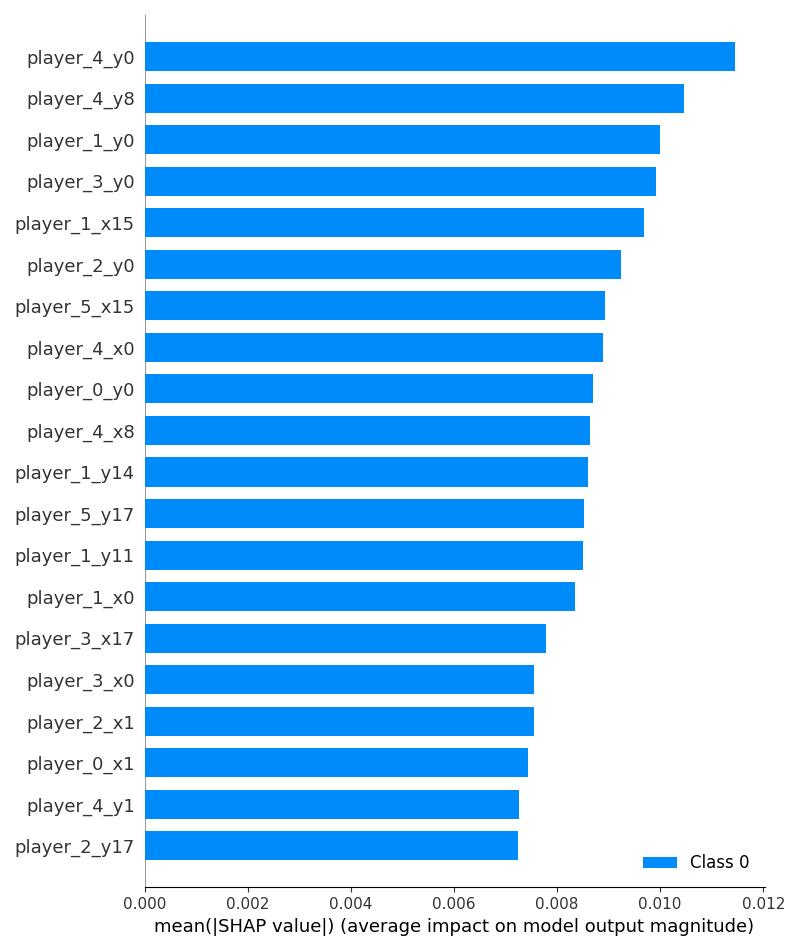 player_4_y0
player_4_y8
player_1_y0
player_3_y0
player_1_x15
player_2_y0
player_5_x15
player_4_x0
player_0_y0
player_4_x8
player_1_y14
player_5_y17
player_1_y11
player_1_x0
player_3_x17
player_3_x0
player_2_x1
player_0_x1
player_4_y1
player_2_y17
Class 0
0.000 0.002 0.004 0.006 0.008 0.010 0.012
mean(|SHAP value|) (average impact on model output magnitude)